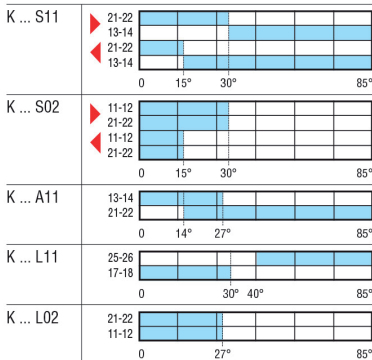 K ... S11
21-22
13-14
21-22
13-14
0 15° 30° 85°
K ... S02
11-12
21-22
11-12
21-22
0 15° 30° 85°
K ... A11
13-14
21-22
0 14° 27° 85°
K ... L11
25-26
17-18
0 30° 40° 85°
K ... L02
21-22
11-12
0 27° 85°